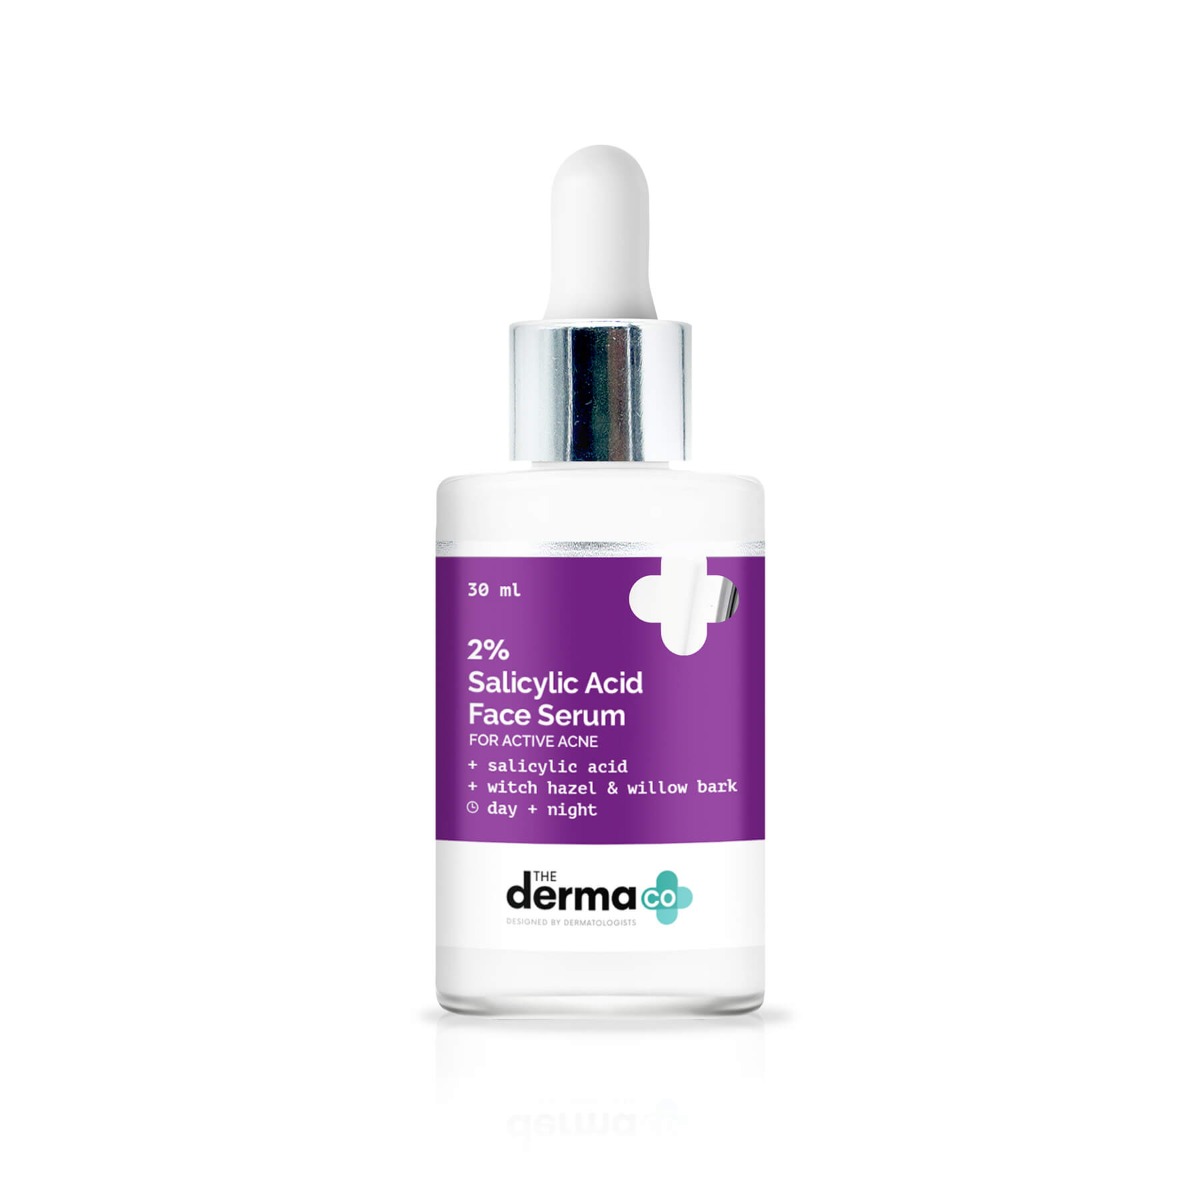 30 ml
2%
Salicylic Acid
Face Serum
FOR ACTIVE ACNE
+ salicylic acid
+ witch hazel & willow bark
day + night
THE
derma co
DESIGNED BY DERMATOLOGISTS